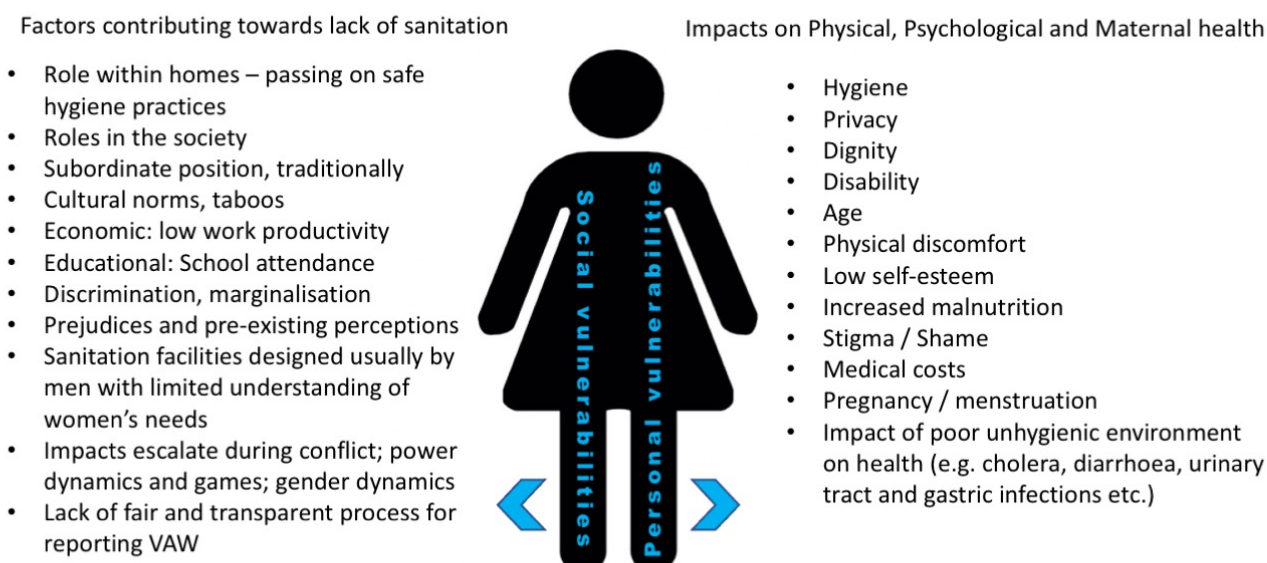 Factors contributing towards lack of sanitation
• Role within homes – passing on safe
hygiene practices
• Roles in the society
• Subordinate position, traditionally
• Cultural norms, taboos
• Economic: low work productivity
• Educational: School attendance
• Discrimination, marginalisation
• Prejudices and pre-existing perceptions
• Sanitation facilities designed usually by
men with limited understanding of
women’s needs
• Impacts escalate during conflict; power
dynamics and games; gender dynamics
• Lack of fair and transparent process for
reporting VAW
Social vulnerabilities
Personal vulnerabilities
Impacts on Physical, Psychological and Maternal health
• Hygiene
• Privacy
• Dignity
• Disability
• Age
• Physical discomfort
• Low self-esteem
• Increased malnutrition
• Stigma / Shame
• Medical costs
• Pregnancy / menstruation
• Impact of poor unhygienic environment
on health (e.g. cholera, diarrhoea, urinary
tract and gastric infections etc.)